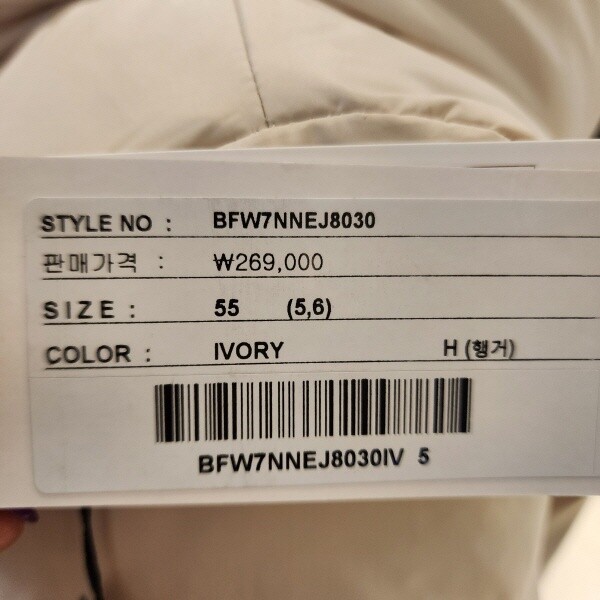 STYLE NO : BFW7NNEJ8030
판매가격 : ₩269,000
SIZE : 55 (5,6)
COLOR : IVORY H (행거)
BFW7NNEJ8030IV 5